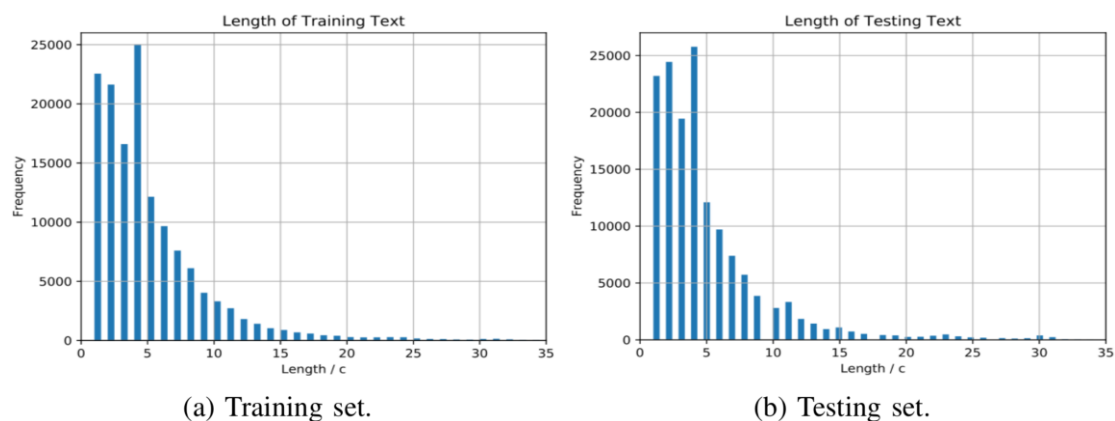 Length of Training Text
25000
20000
15000
10000
5000
0
Frequency
0 5 10 15 20 25 30 35
Length / c
(a) Training set.
Length of Testing Text
25000
20000
15000
10000
5000
0
Frequency
0 5 10 15 20 25 30 35
Length / c
(b) Testing set.